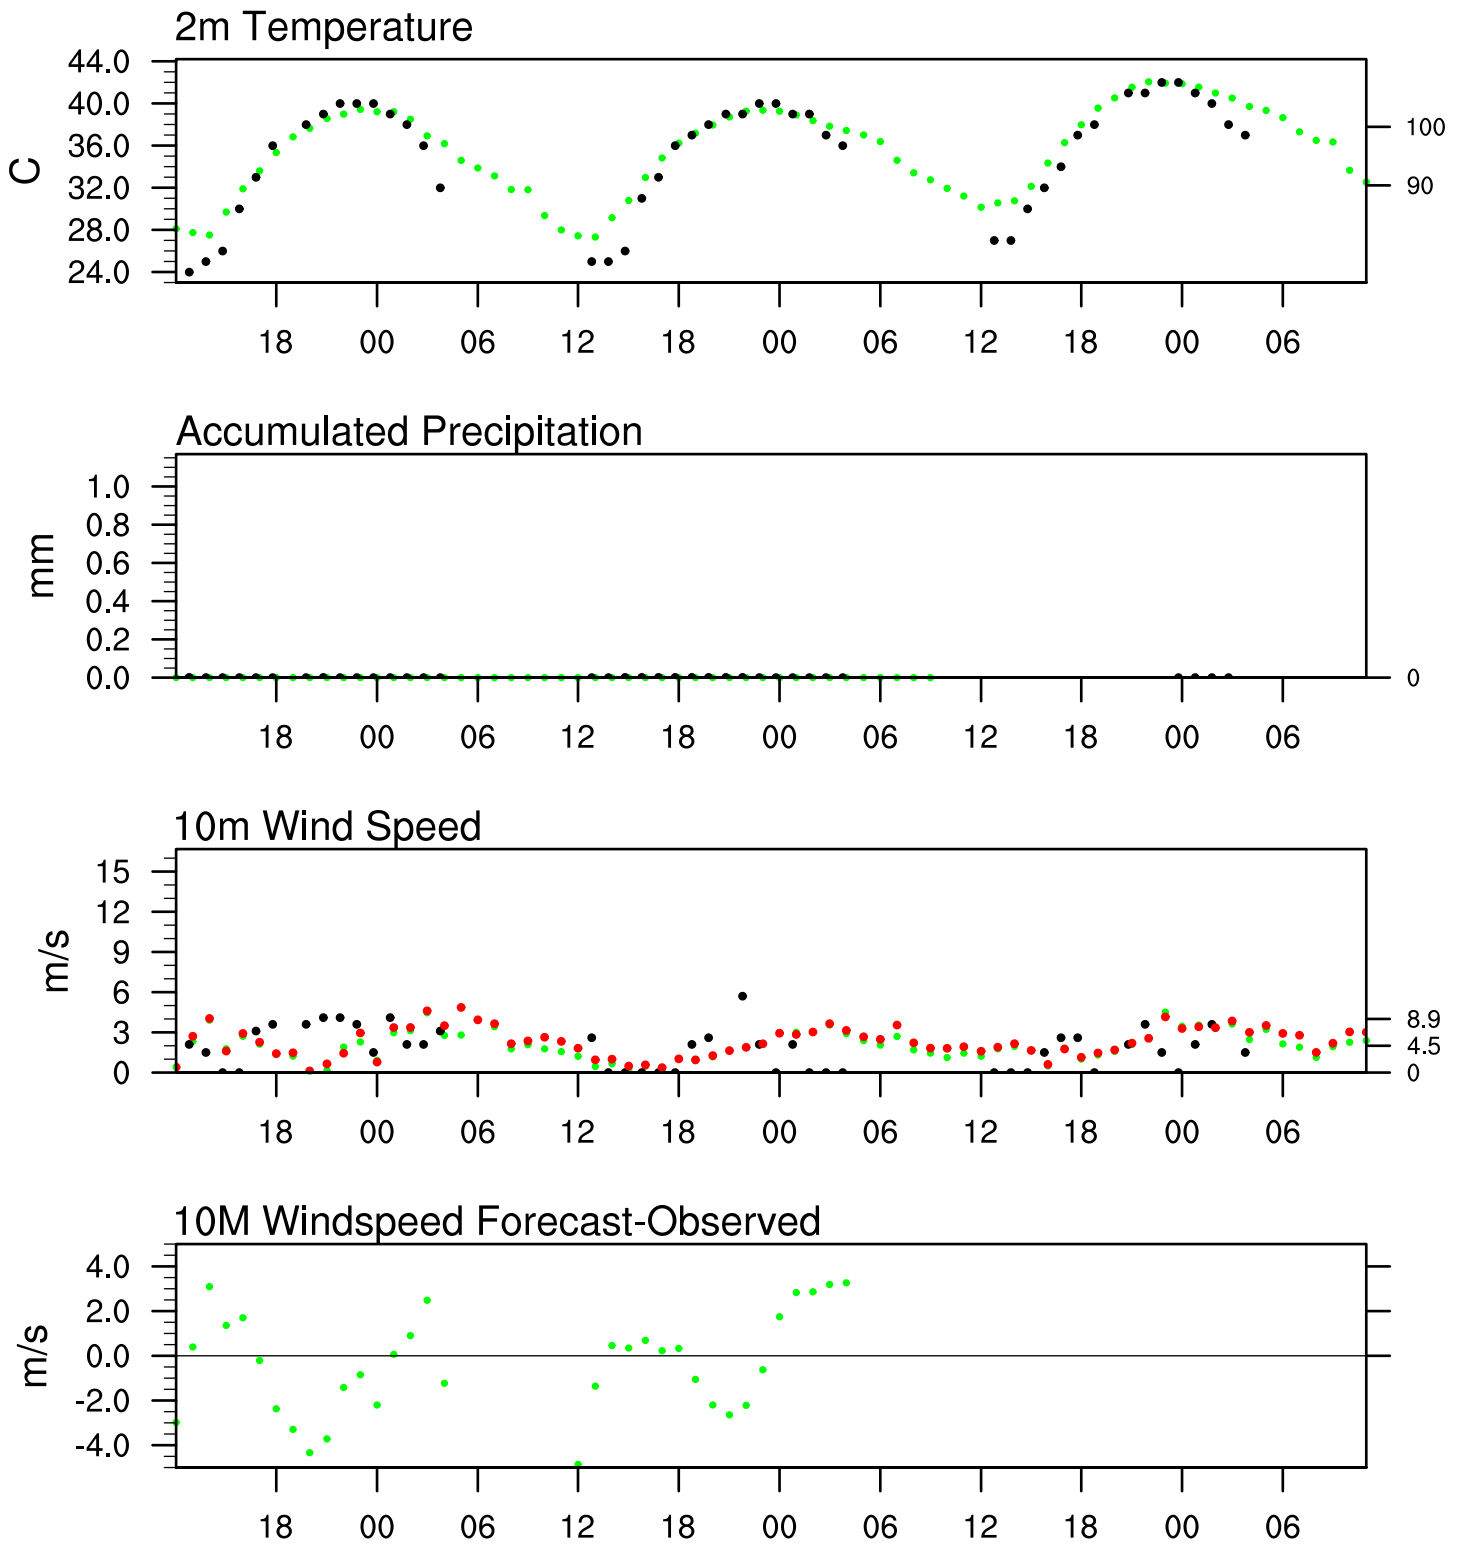 2m Temperature
44.0
40.0
36.0
32.0
28.0
24.0
C
100
90
18 00 06 12 18 00 06 12 18 00 06
Accumulated Precipitation
1.0
0.8
0.6
0.4
0.2
0.0
mm
0
18 00 06 12 18 00 06 12 18 00 06
10m Wind Speed
15
12
9
6
3
0
m/s
8.9
4.5
0
18 00 06 12 18 00 06 12 18 00 06
10M Windspeed Forecast-Observed
4.0
2.0
0.0
-2.0
-4.0
m/s
18 00 06 12 18 00 06 12 18 00 06